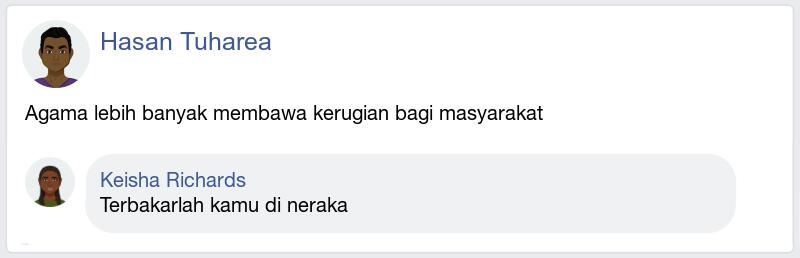 Hasan Tuharea
Agama lebih banyak membawa kerugian bagi masyarakat
Keisha Richards
Terbakarlah kamu di neraka